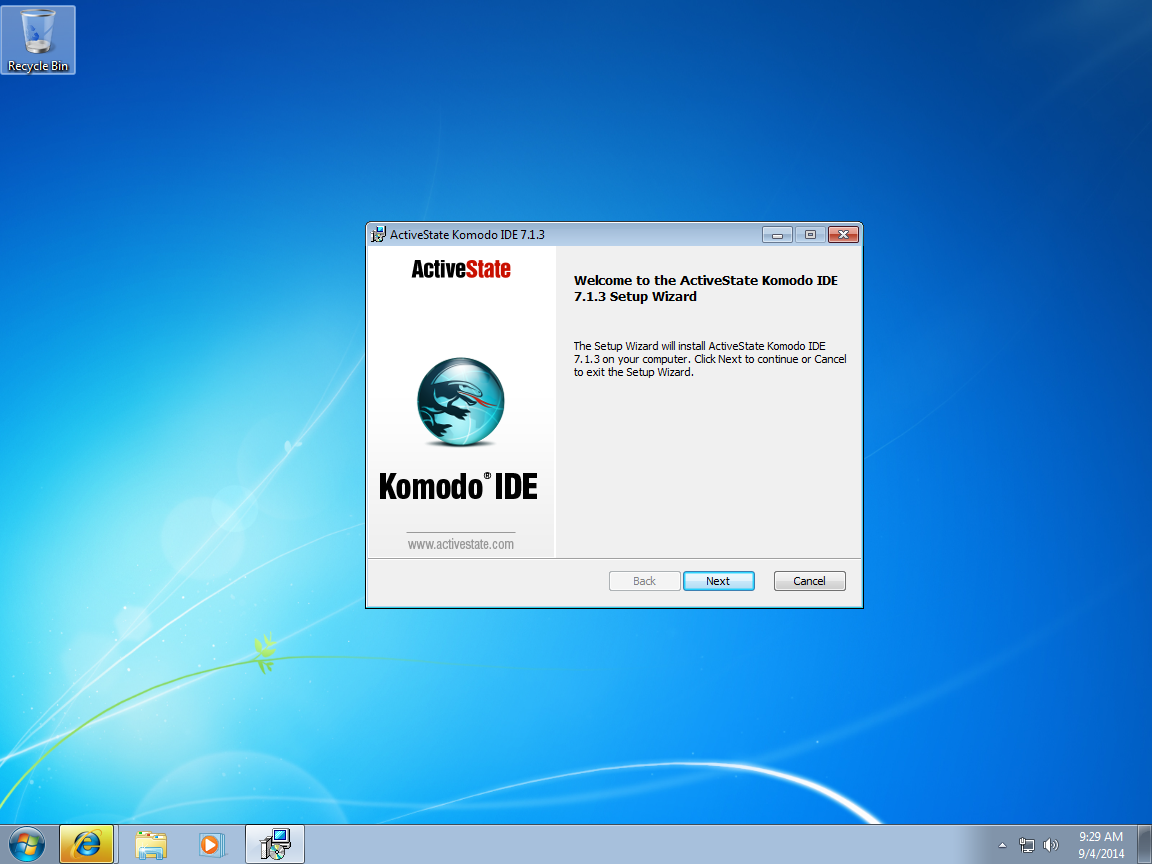 Recycle Bin
ActiveState Komodo IDE 7.1.3
ActiveState
Komodo® IDE
www.activestate.com
Welcome to the ActiveState Komodo IDE
7.1.3 Setup Wizard
The Setup Wizard will install ActiveState Komodo IDE
7.1.3 on your computer. Click Next to continue or Cancel
to exit the Setup Wizard.
Back
Next
Cancel
9:29 AM
9/4/2014